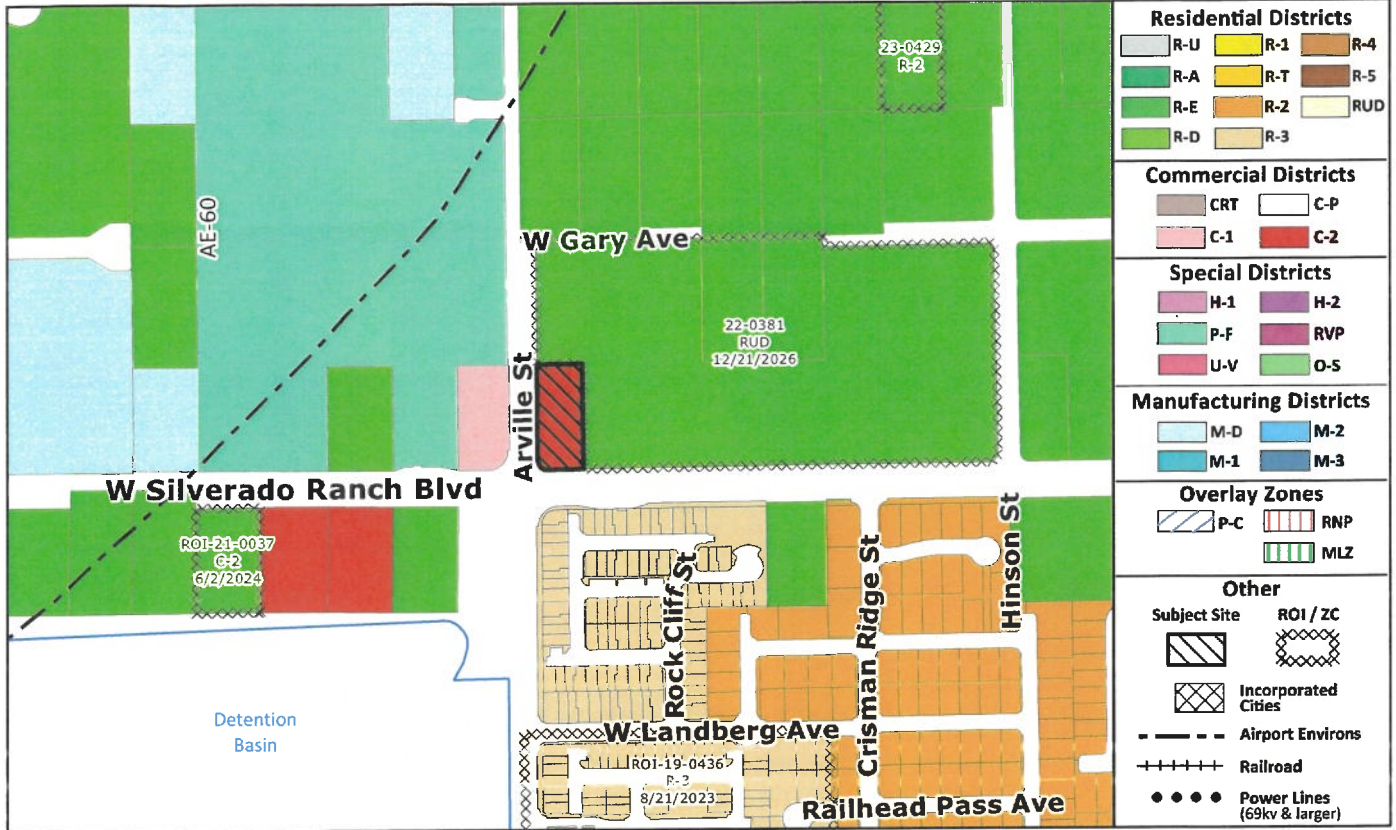 23-0429
R-2
AE-60
W Gary Ave
22-0381
RUD
12/21/2026
Arville St
W Silverado Ranch Blvd
ROI-21-0037
C-2
6/2/2024
Rock Cliff St
Crisman Ridge St
Hinson St
W Landberg Ave
ROI-19-0436
R-3
8/21/2023
Railhead Pass Ave
Detention
Basin
Residential Districts
R-U R-1 R-4
R-A R-T R-5
R-E R-2 RUD
R-D R-3
Commercial Districts
CRT C-P
C-1 C-2
Special Districts
H-1 H-2
P-F RVP
U-V O-S
Manufacturing Districts
M-D M-2
M-1 M-3
Overlay Zones
P-C RNP
MLZ
Other
Subject Site ROI / ZC
Incorporated
Cities
Airport Environs
Railroad
Power Lines
(69kv & larger)